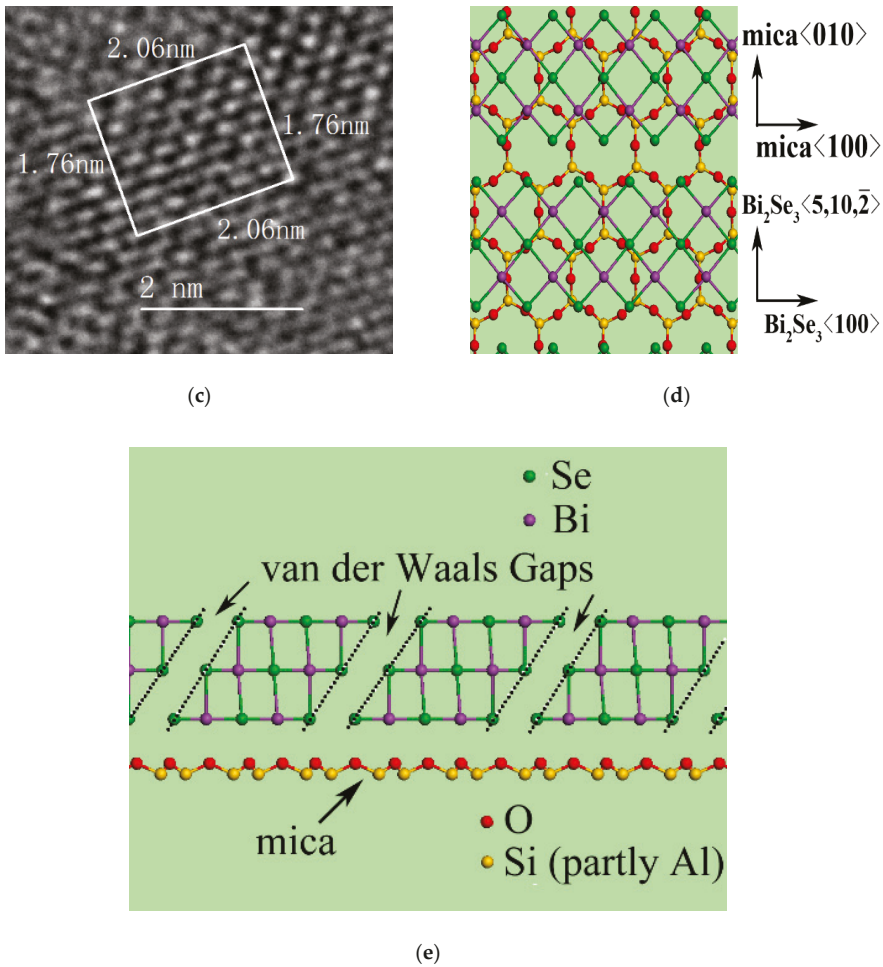 2.06nm
1.76nm
1.76nm
2.06nm
2 nm
mica⟨010⟩
mica⟨100⟩
Bi₂Se₃⟨5,10,2̅⟩
Bi₂Se₃⟨100⟩
(c)
(d)
Se
Bi
van der Waals Gaps
mica
O
Si (partly Al)
(e)